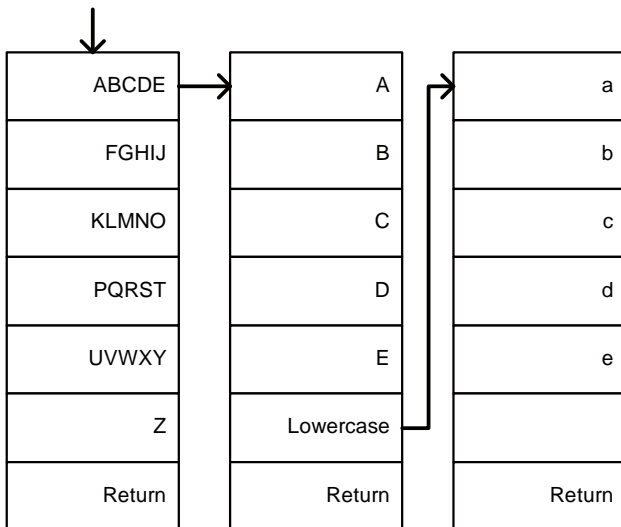 ABCDE
FGHIJ
KLMNO
PQRST
UVWXY
Z
Return
A
B
C
D
E
Lowercase
Return
a
b
c
d
e
Return